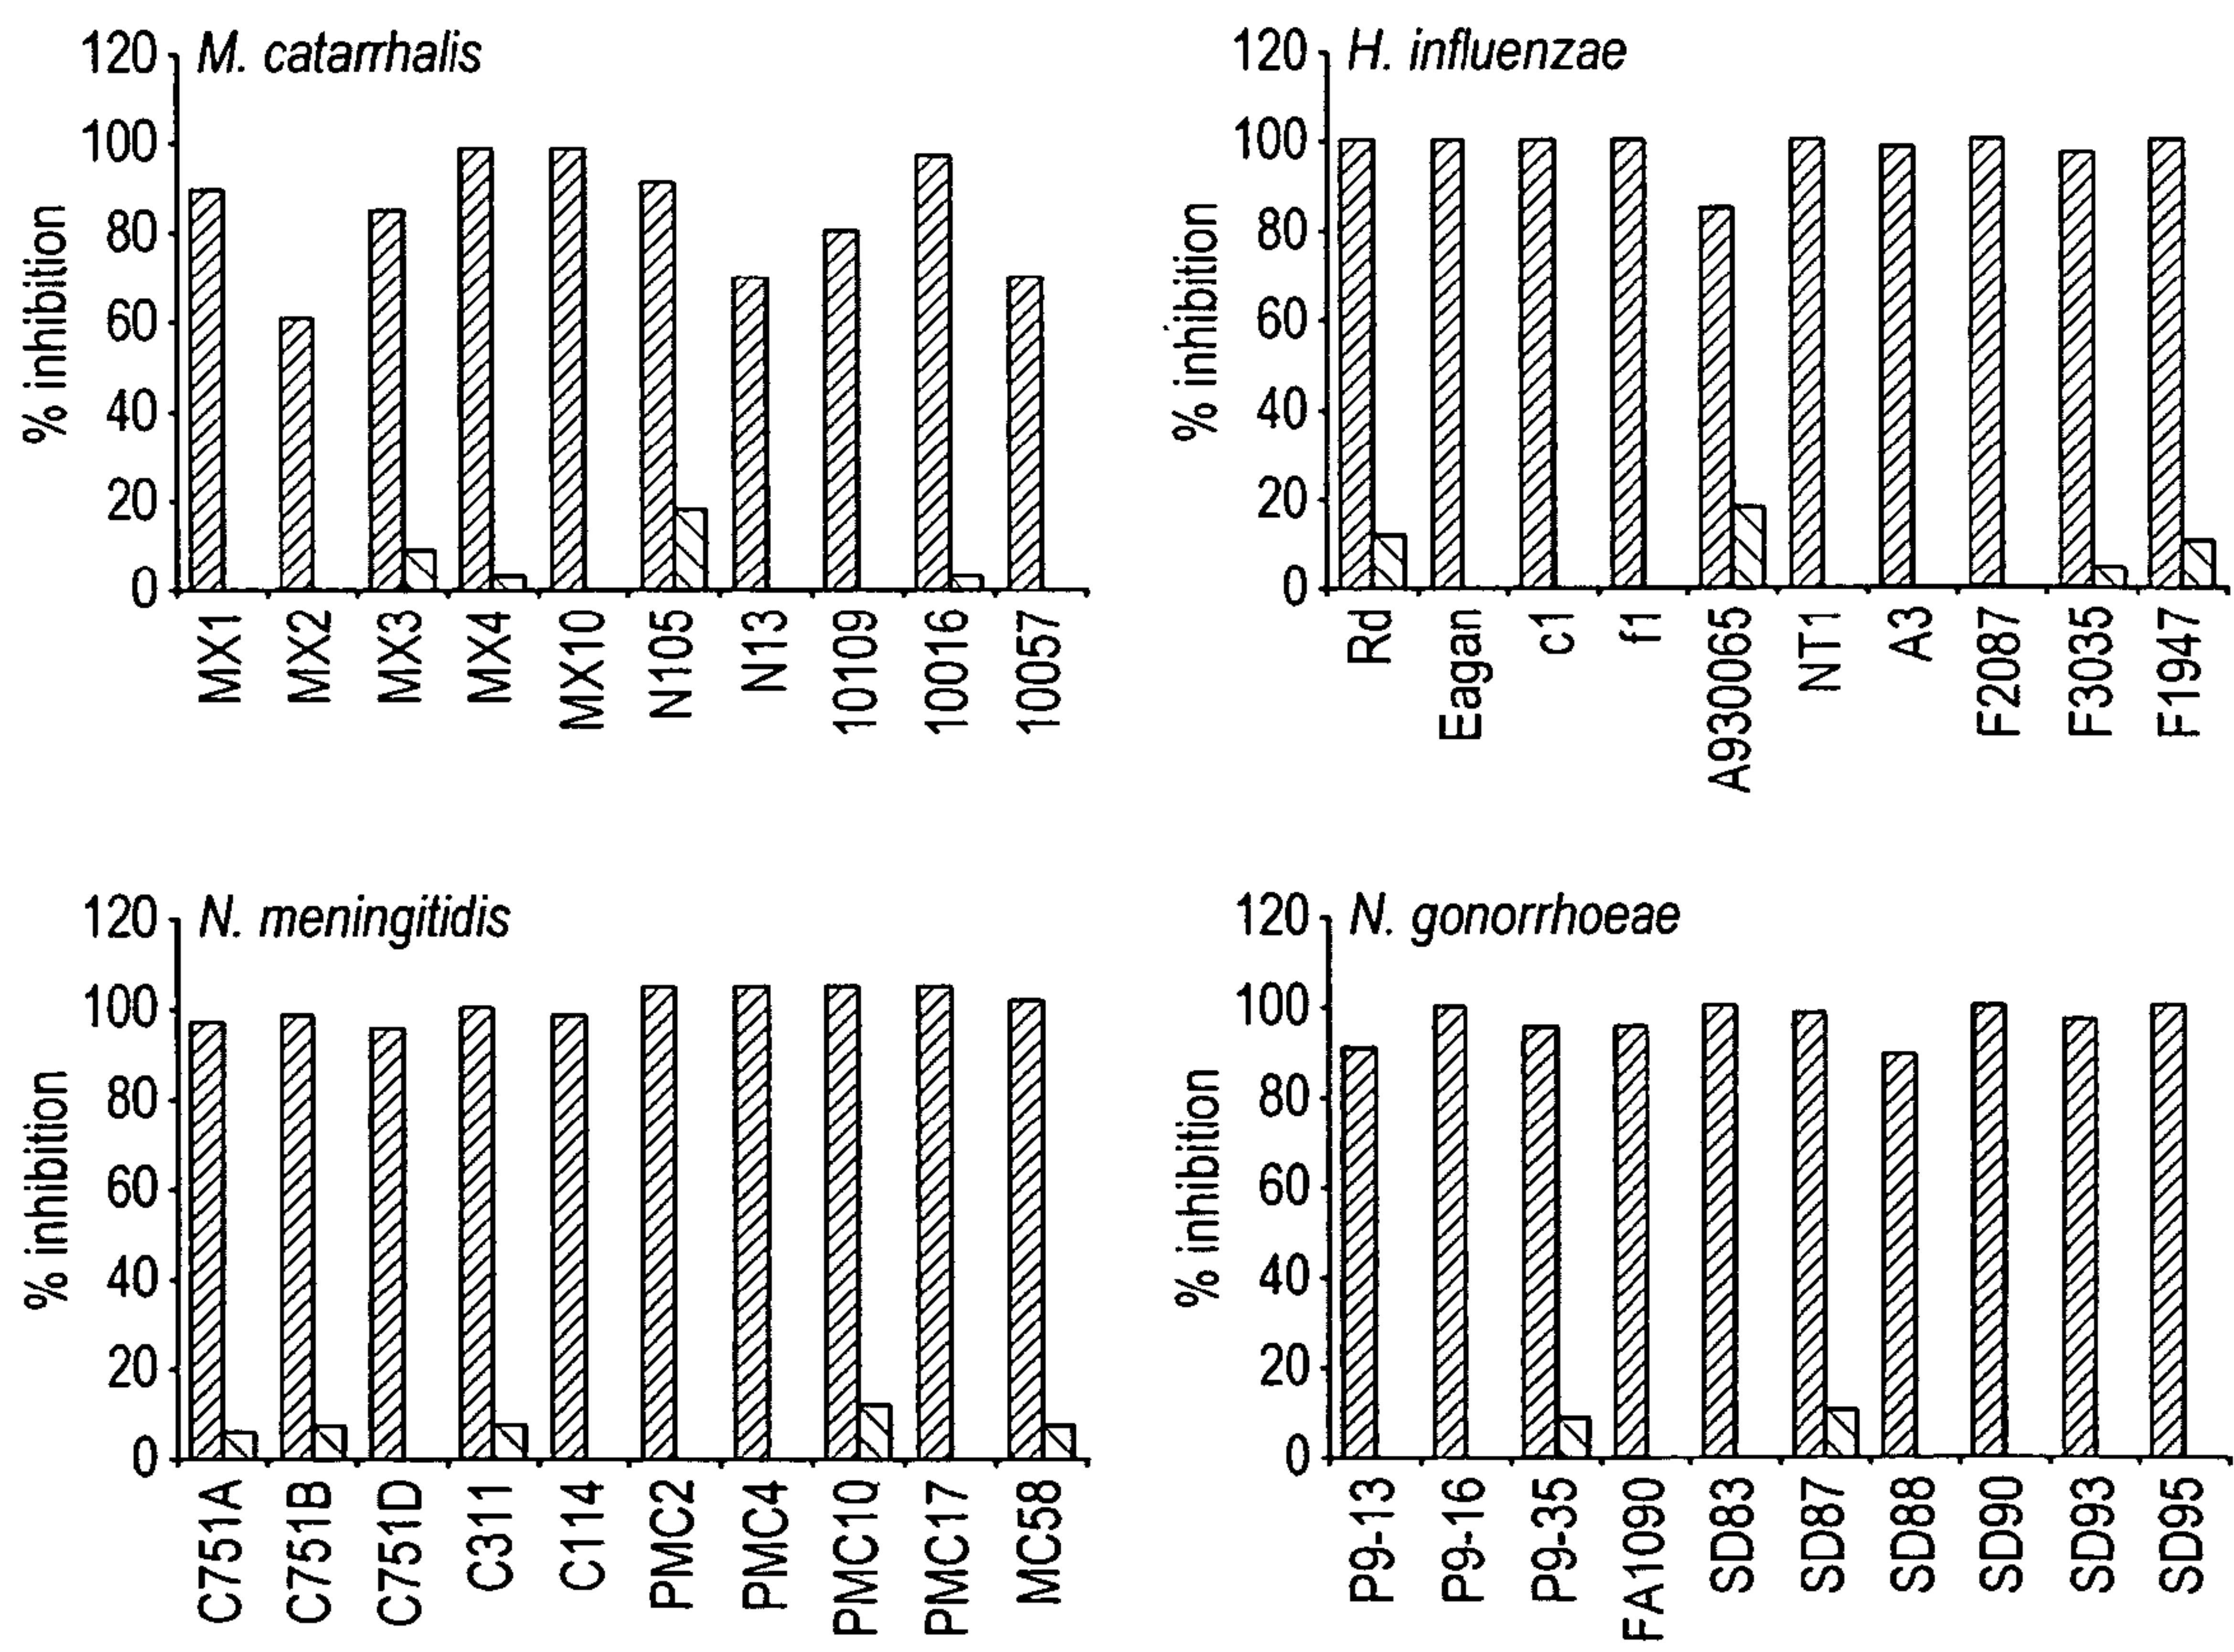 M. catarrhalis
% inhibition
120
100
80
60
40
20
0
MX1
MX2
MX3
MX4
MX10
N105
N13
10109
10016
10057
H. influenzae
% inhibition
120
100
80
60
40
20
0
Rd
Eagan
c1
f1
A930065
NT1
A3
F2087
F3035
F1947
N. meningitidis
% inhibition
120
100
80
60
40
20
0
C751A
C751B
C751D
C311
C114
PMC2
PMC4
PMC10
PMC17
MC58
N. gonorrhoeae
% inhibition
120
100
80
60
40
20
0
P9-13
P9-16
P9-35
FA1090
SD83
SD87
SD88
SD90
SD93
SD95